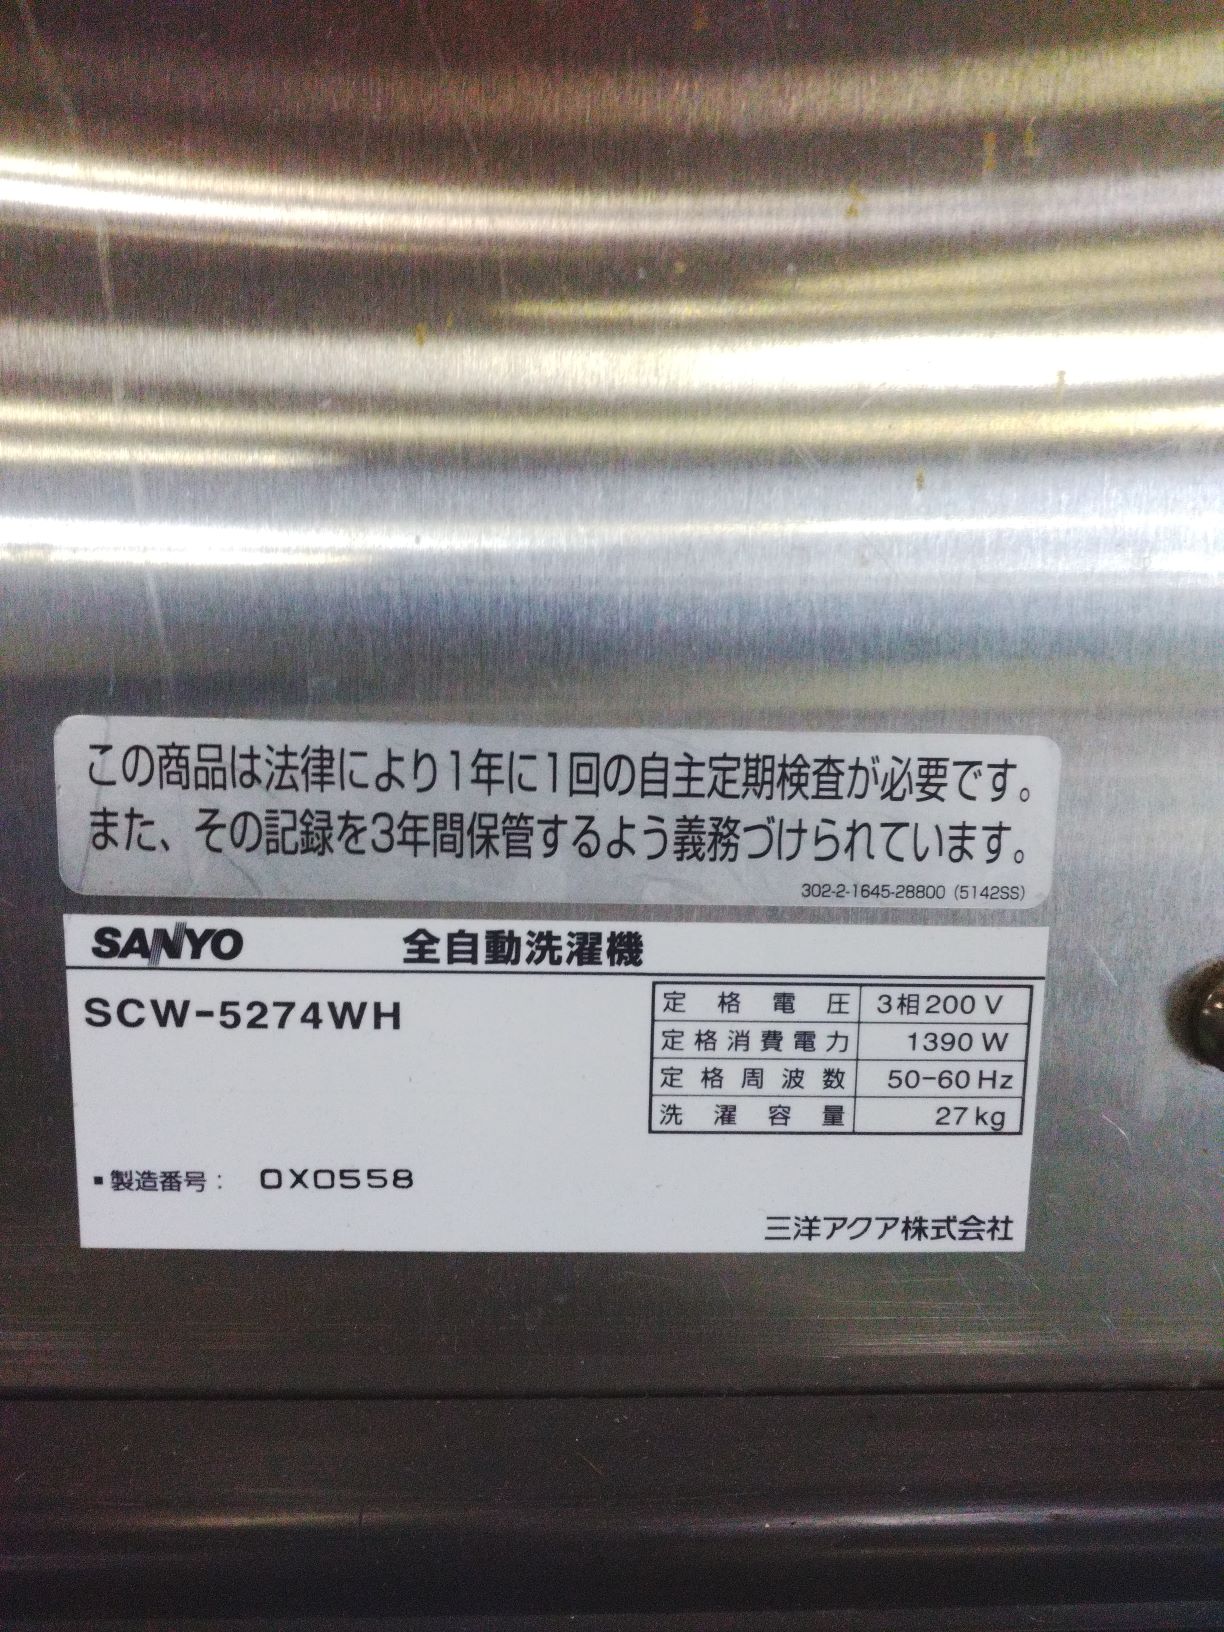 この商品は法律により1年に1回の自主定期検査が必要です。
また、その記録を3年間保管するよう義務づけられています。
302-2-1645-28800 (5142SS)
SANYO 全自動洗濯機
SCW-5274WH
定格電圧 3相200V
定格消費電力 1390W
定格周波数 50-60Hz
洗濯容量 27kg
■製造番号: 0X0558
三洋アクア株式会社